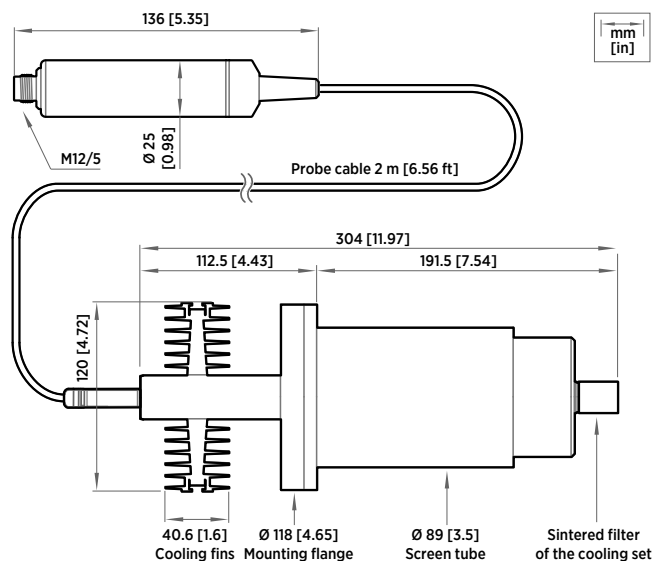 136 [5.35]
mm
[in]
M12/5
Ø 25
[0.98]
Probe cable 2 m [6.56 ft]
304 [11.97]
112.5 [4.43]
191.5 [7.54]
120 [4.72]
40.6 [1.6]
Cooling fins
Ø 118 [4.65]
Mounting flange
Ø 89 [3.5]
Screen tube
Sintered filter
of the cooling set